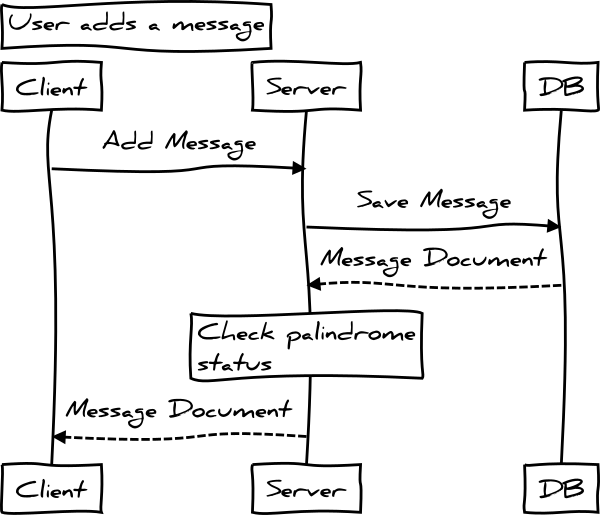 User adds a message
Client
Server
DB
Add Message
Save Message
Message Document
Check palindrome
status
Message Document
Client
Server
DB